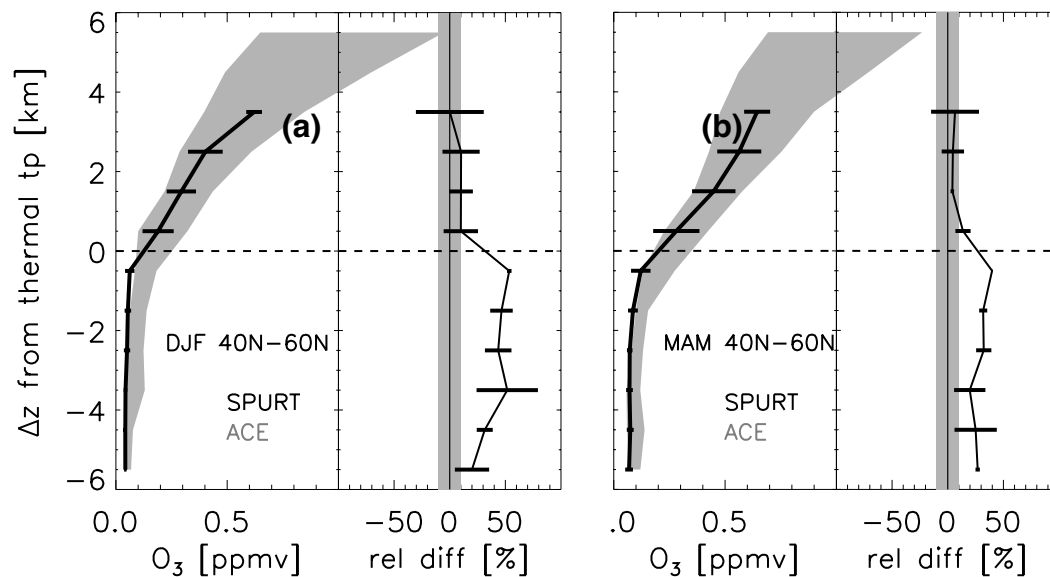 Δz from thermal tp [km]
6
4
2
0
−2
−4
−6
(a)
DJF 40N−60N
SPURT
ACE
0.0 0.5
O₃ [ppmv]
−50 0 50
rel diff [%]
(b)
MAM 40N−60N
SPURT
ACE
.0 0.5
O₃ [ppmv]
−50 0 50
rel diff [%]